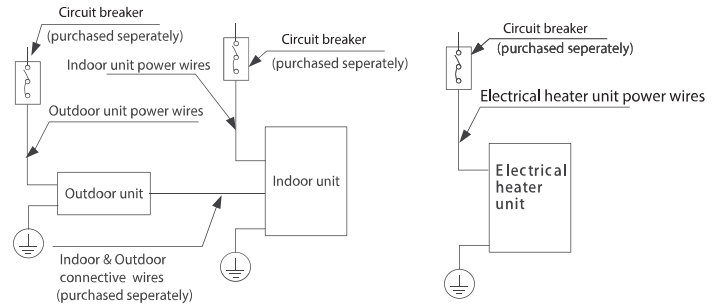 Circuit breaker
(purchased seperately)
Indoor unit power wires
Outdoor unit power wires
Circuit breaker
(purchased seperately)
Outdoor unit
Indoor unit
Indoor & Outdoor
connective wires
(purchased seperately)
Circuit breaker
(purchased seperately)
Electrical heater unit power wires
Electrical
heater
unit